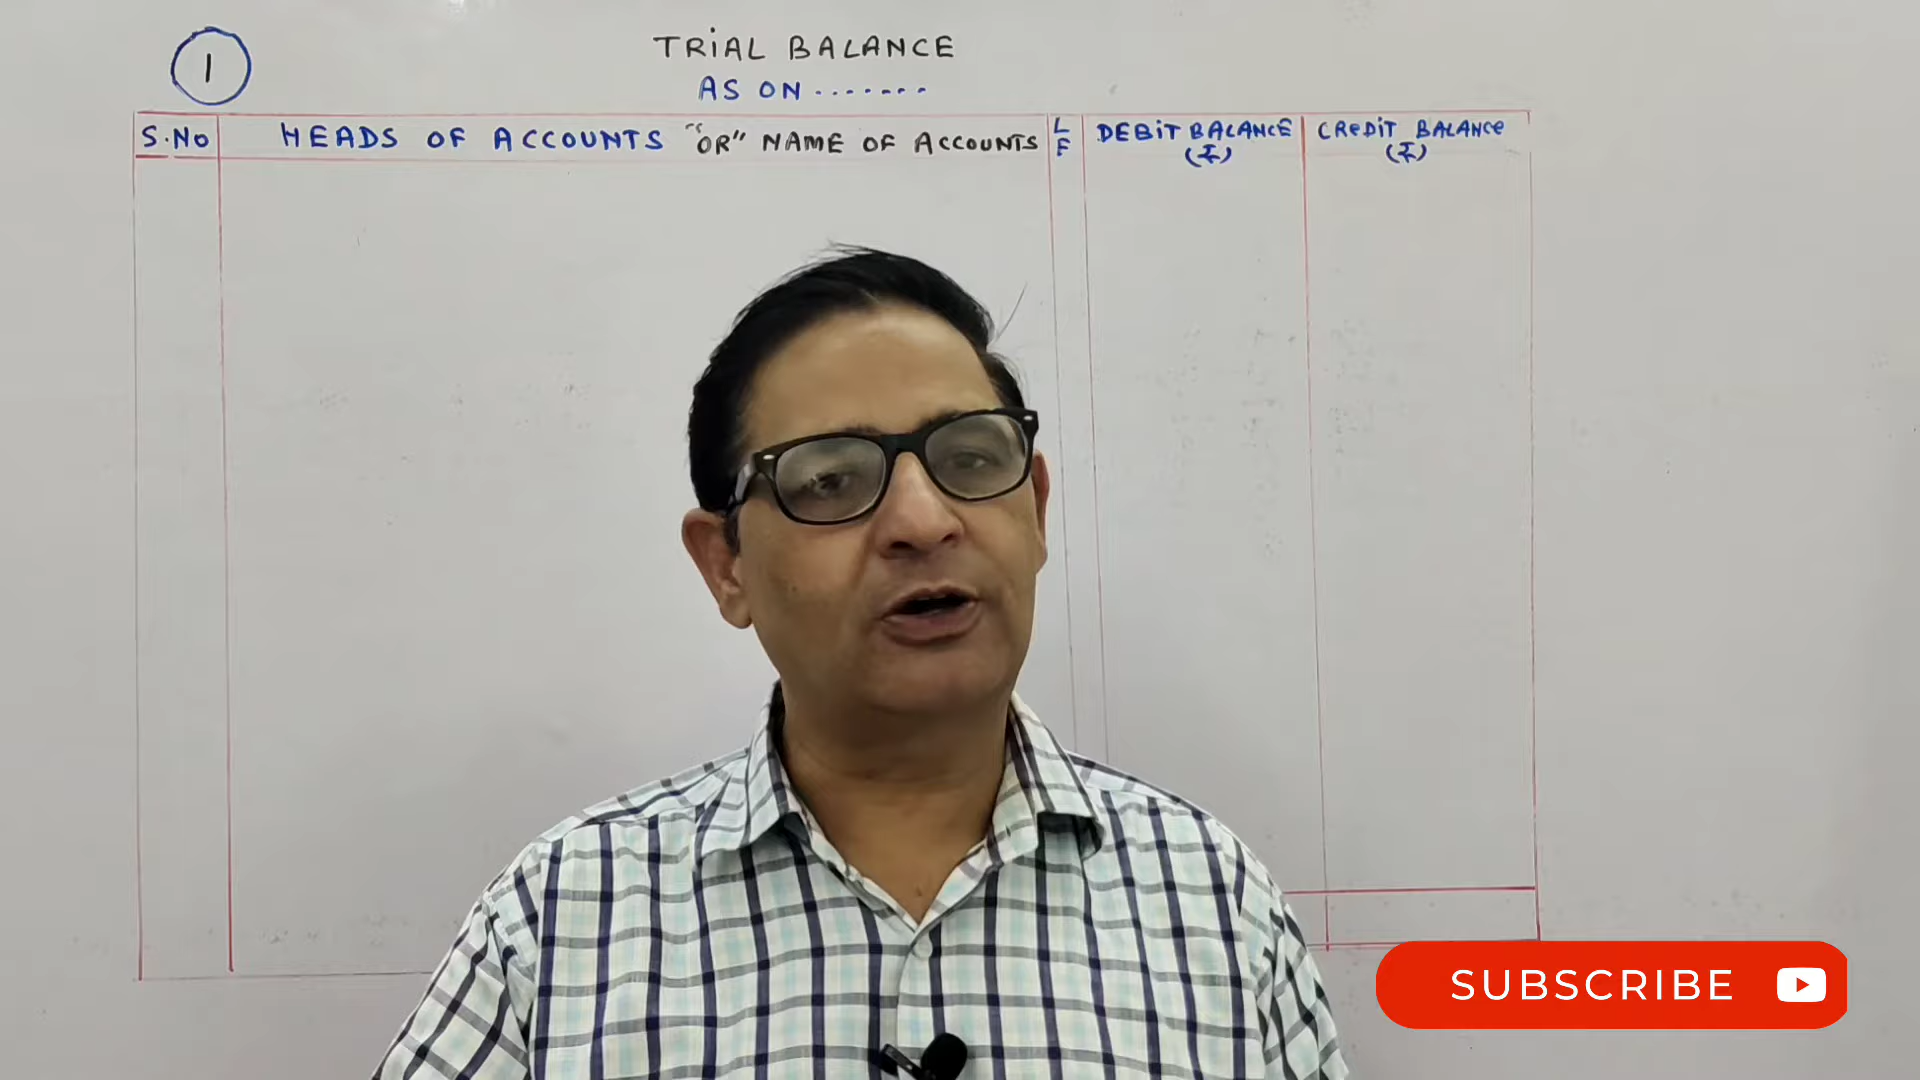 1
TRIAL BALANCE
AS ON .......
S.No
HEADS OF ACCOUNTS "OR" NAME OF ACCOUNTS
L
F
DEBIT BALANCE
(₹)
CREDIT BALANCE
(₹)
SUBSCRIBE